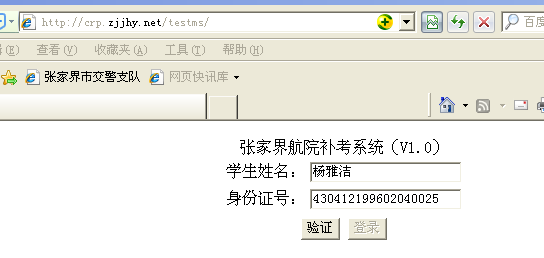 http://crp.zjjhy.net/testms/
百度
编辑(E) 查看(V) 收藏夹(A) 工具(T) 帮助(H)
张家界市交警支队 网页快讯库
张家界航院补考系统（V1.0）
学生姓名： 杨雅洁
身份证号： 430412199602040025
验证 登录